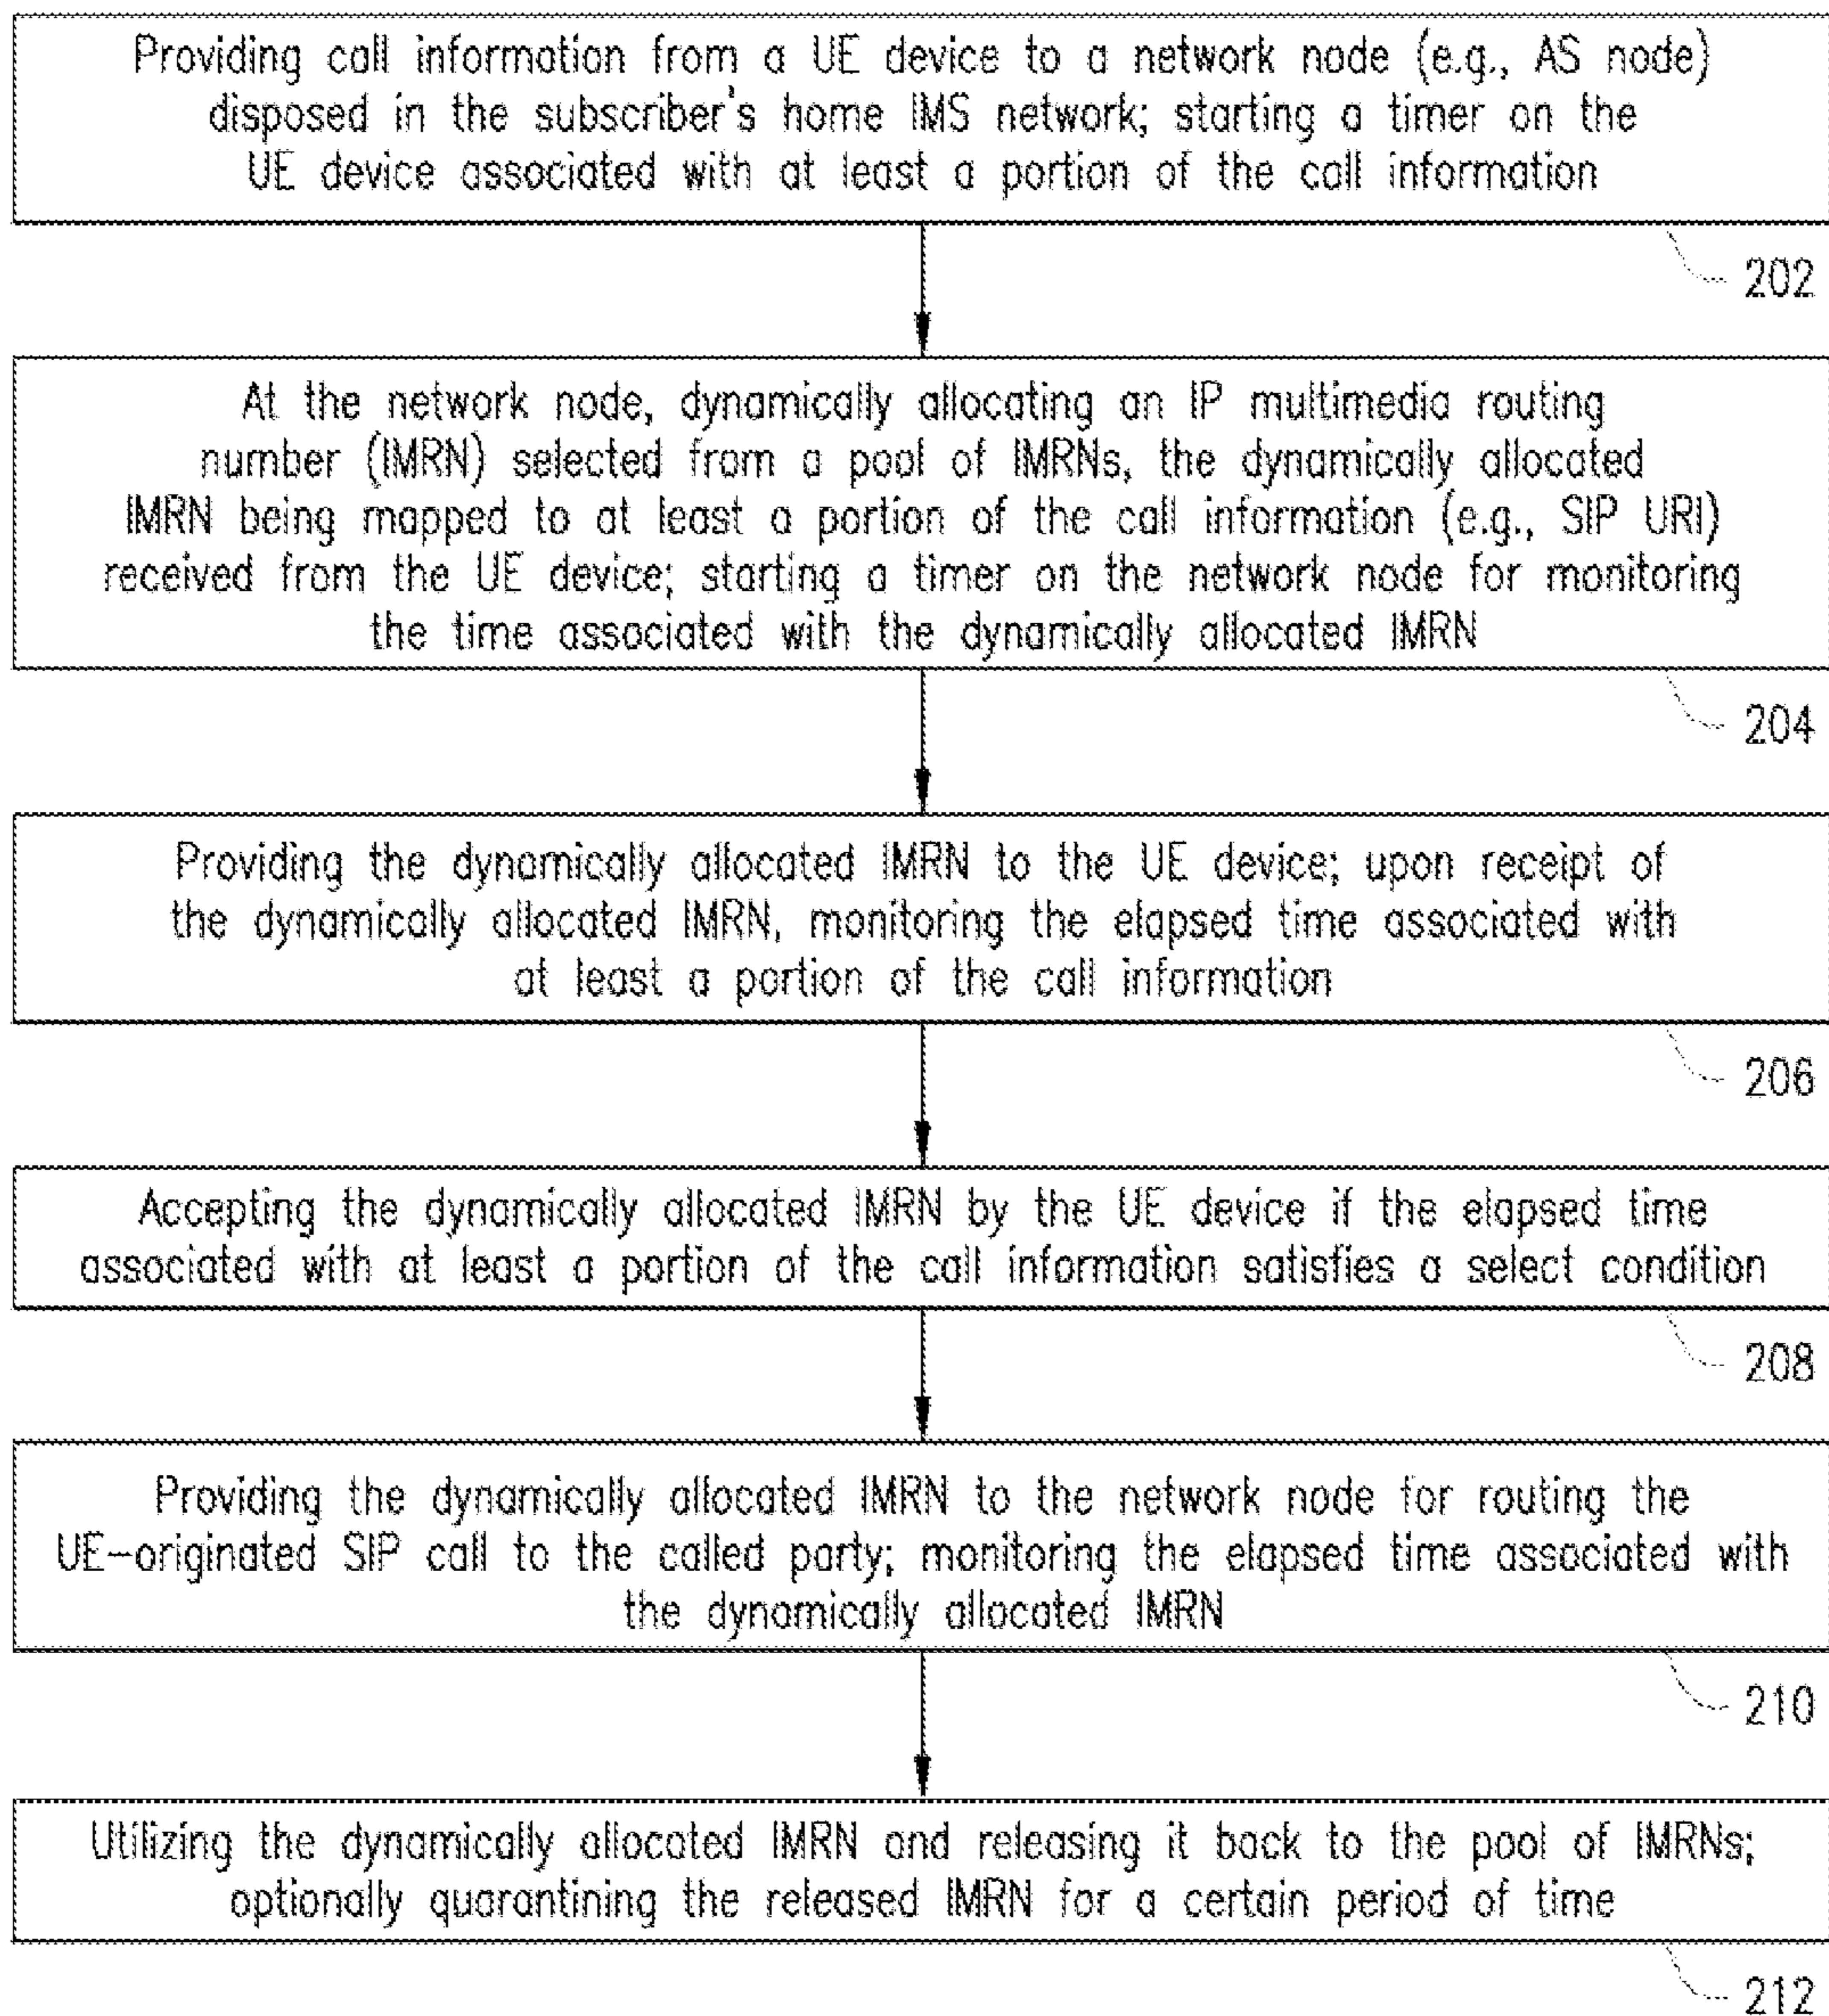 Providing call information from a UE device to a network node (e.g., AS node)
disposed in the subscriber's home IMS network; starting a timer on the
UE device associated with at least a portion of the call information
202
At the network node, dynamically allocating an IP multimedia routing
number (IMRN) selected from a pool of IMRNs, the dynamically allocated
IMRN being mapped to at least a portion of the call information (e.g., SIP URI)
received from the UE device; starting a timer on the network node for monitoring
the time associated with the dynamically allocated IMRN
204
Providing the dynamically allocated IMRN to the UE device; upon receipt of
the dynamically allocated IMRN, monitoring the elapsed time associated with
at least a portion of the call information
206
Accepting the dynamically allocated IMRN by the UE device if the elapsed time
associated with at least a portion of the call information satisfies a select condition
208
Providing the dynamically allocated IMRN to the network node for routing the
UE-originated SIP call to the called party; monitoring the elapsed time associated with
the dynamically allocated IMRN
210
Utilizing the dynamically allocated IMRN and releasing it back to the pool of IMRNs;
optionally quarantining the released IMRN for a certain period of time
212